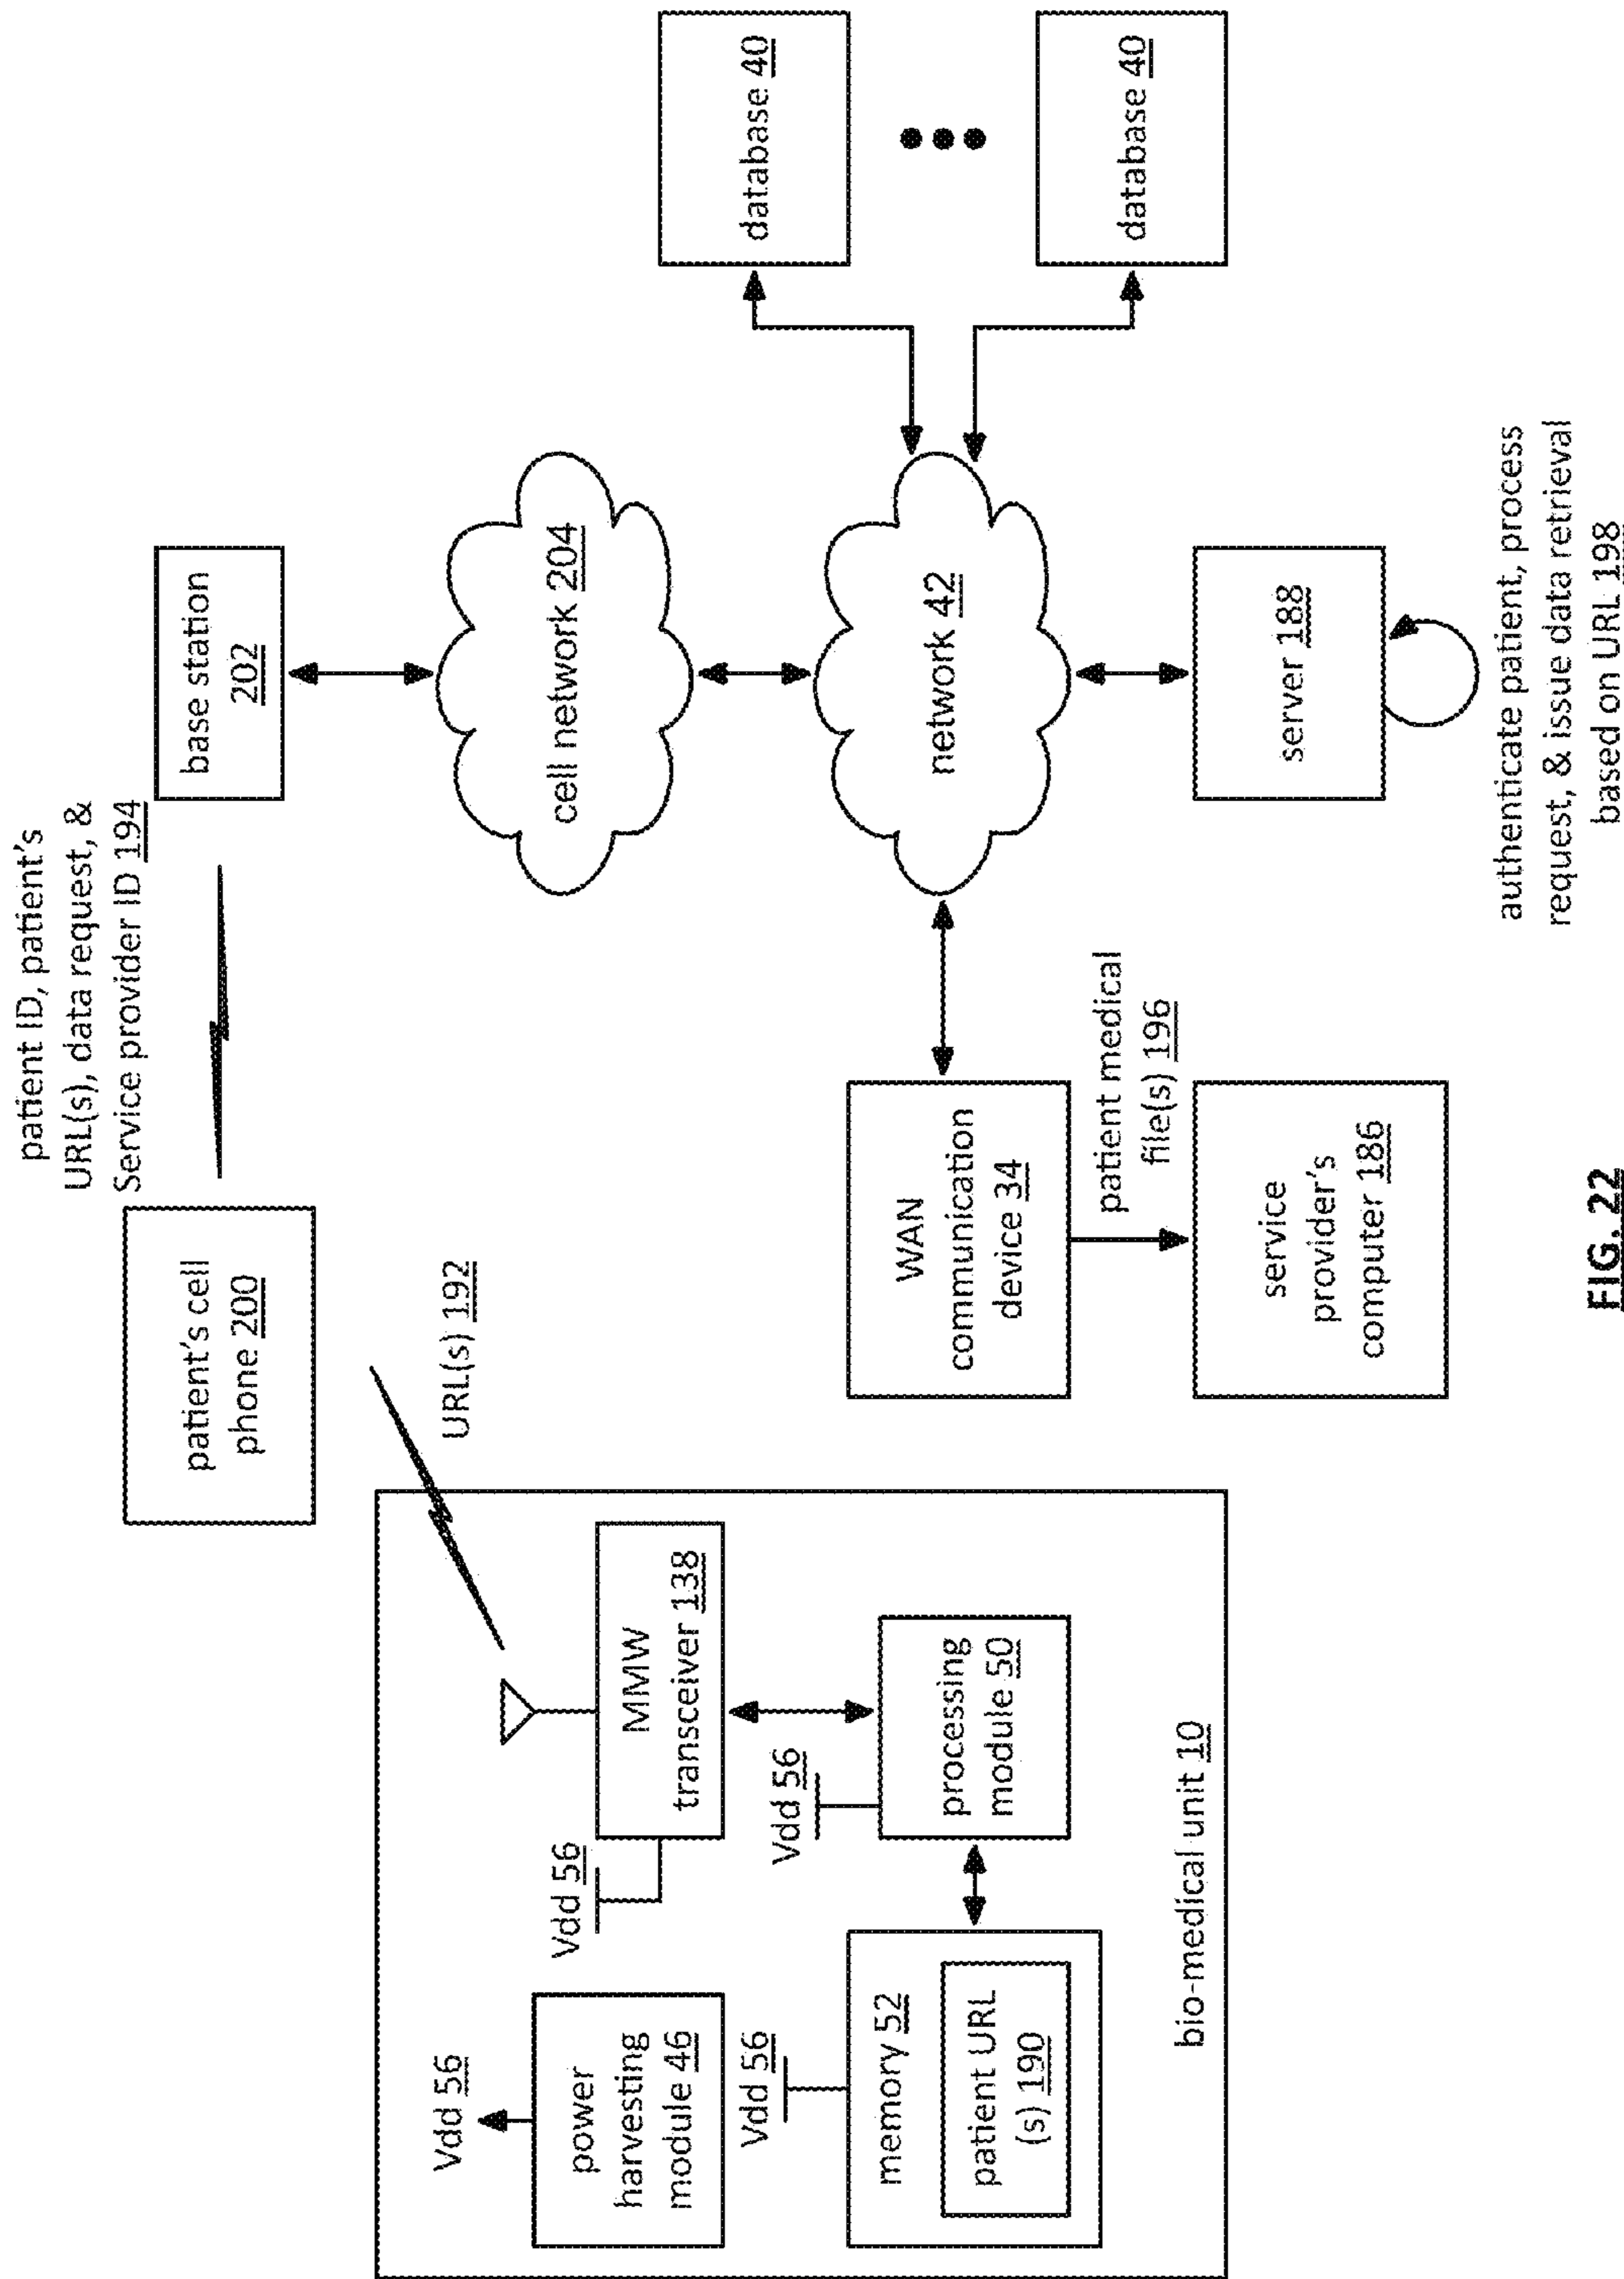 patient ID, patient's
URL(s), data request, &
Service provider ID 194
patient's cell
phone 200
base station
202
URL(s) 192
cell network 204
Vdd 56
power
harvesting
module 46
Vdd 56
MMW
transceiver 138
Vdd 56
memory 52
patient URL
(s) 190
Vdd 56
processing
module 50
bio-medical unit 10
WAN
communication
device 34
patient medical
file(s) 196
service
provider's
computer 186
network 42
database 40
database 40
server 188
authenticate patient, process
request, & issue data retrieval
based on URL 198
FIG. 22